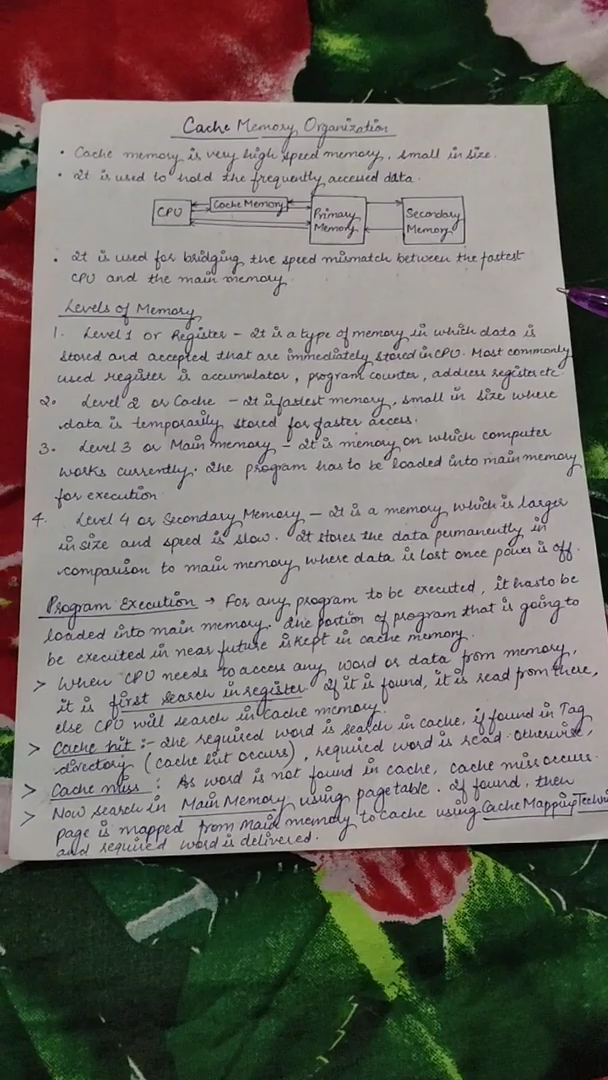 Cache Memory Organization
• Cache memory is very high speed memory, small in size.
• It is used to hold the frequently accessed data.
CPU
Cache Memory
Primary Memory
Secondary Memory
• It is used for bridging the speed mismatch between the fastest
CPU and the main memory
Levels of Memory
1. Level 1 or Register – It is a type of memory in which data is
stored and accepted that are immediately stored in CPU. Most commonly
used register is accumulator, program counter, address register etc
2. Level 2 or Cache – It is fastest memory, small in size where
data is temporarily stored for faster access.
3. Level 3 or Main memory – It is memory on which computer
works currently. The program has to be loaded into main memory
for execution
4. Level 4 or Secondary Memory – It is a memory which is larger
in size and speed is slow. It stores the data permanently in
comparison to main memory where data is lost once power is off.
Program Execution → For any program to be executed, it has to be
loaded into main memory. The portion of program that is going to
be executed in near future is kept in cache memory.
> When CPU needs to access any word or data from memory,
it is first search in register. If it is found, it is read from there,
else CPU will search in cache memory.
> Cache hit :- The required word is search in cache, if found in Tag
directory (cache hit occurs), required word is read. otherwise,
> Cache miss : As word is not found in cache, cache miss occurs.
> Now search in Main Memory using page table. If found, then
page is mapped from main memory to cache using Cache Mapping
and required word is delivered.